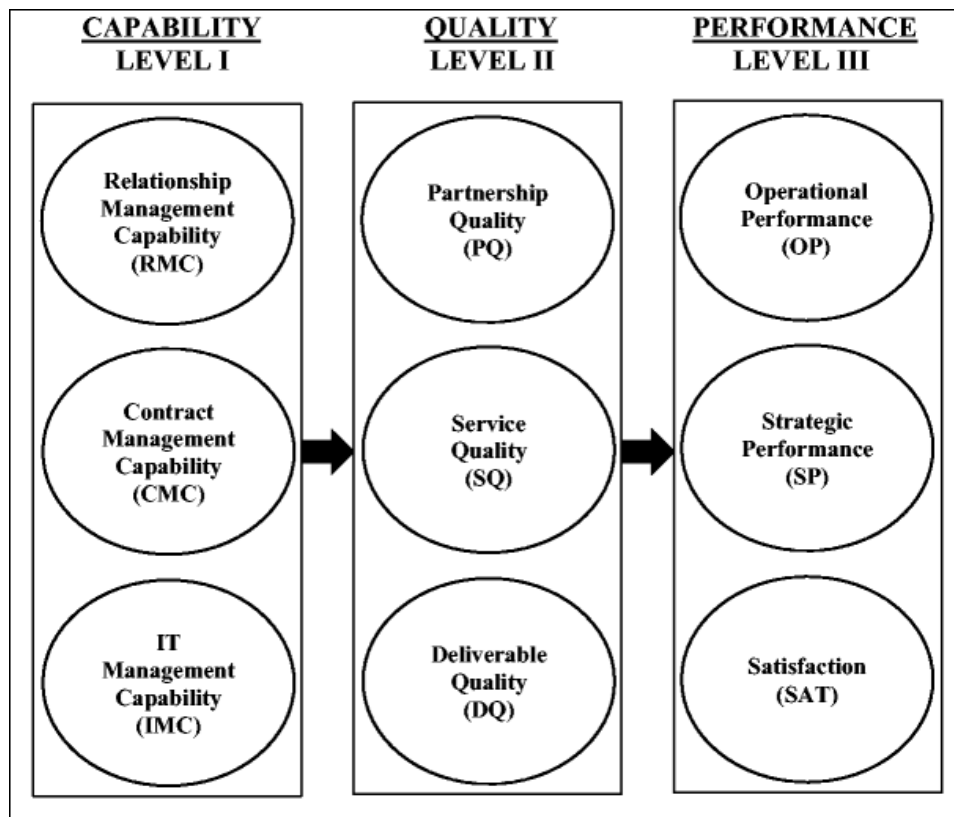 CAPABILITY
LEVEL I
Relationship
Management
Capability
(RMC)
Contract
Management
Capability
(CMC)
IT
Management
Capability
(IMC)
QUALITY
LEVEL II
Partnership
Quality
(PQ)
Service
Quality
(SQ)
Deliverable
Quality
(DQ)
PERFORMANCE
LEVEL III
Operational
Performance
(OP)
Strategic
Performance
(SP)
Satisfaction
(SAT)